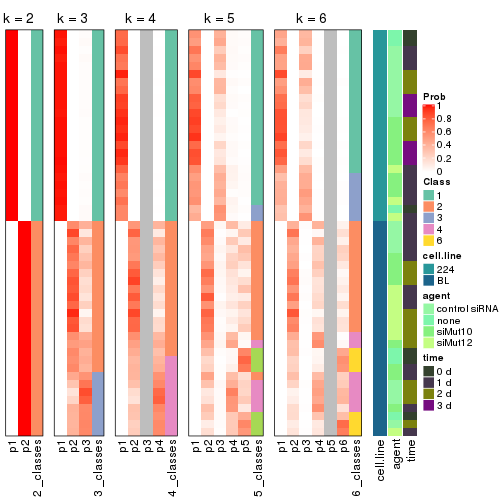 k = 2
k = 3
k = 4
k = 5
k = 6
p1
p2
2_classes
p1
p2
p3
3_classes
p1
p2
p3
p4
4_classes
p1
p2
p3
p4
p5
5_classes
p1
p2
p3
p4
p5
p6
6_classes
cell.line
agent
time
Prob
1
0.8
0.6
0.4
0.2
0
Class
1
2
3
4
6
cell.line
224
BL
agent
control siRNA
none
siMut10
siMut12
time
0 d
1 d
2 d
3 d